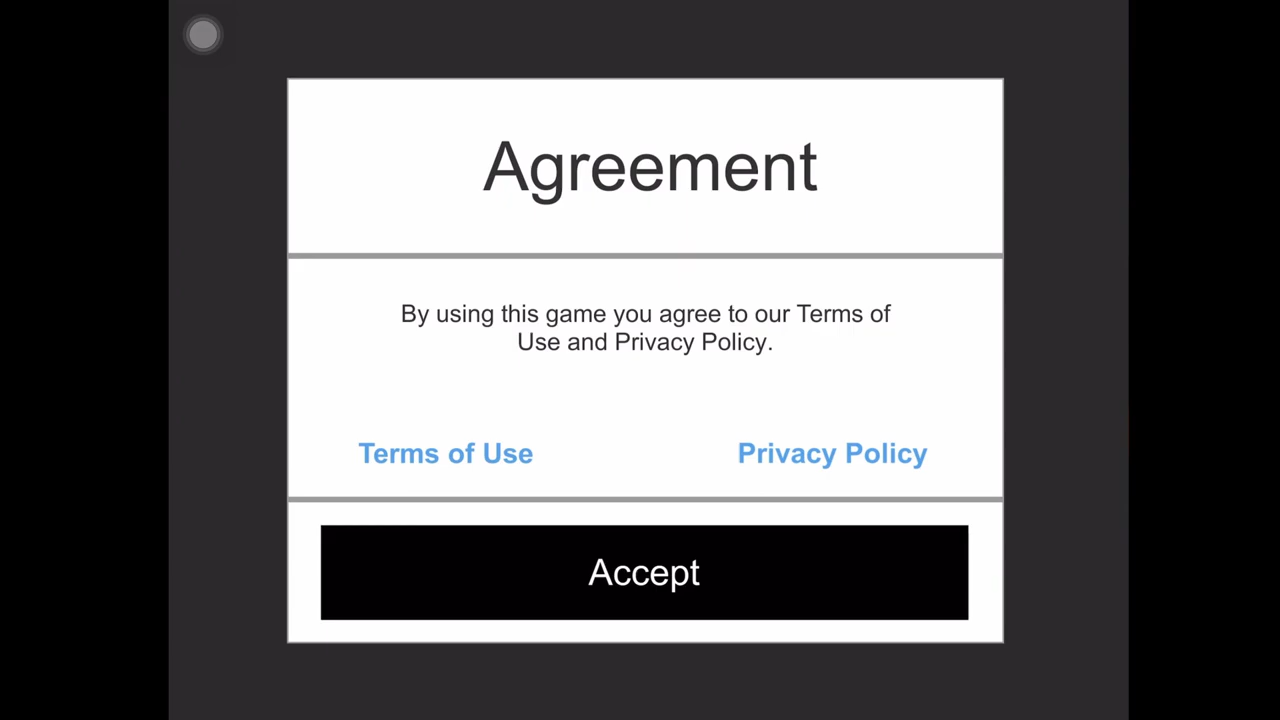 Agreement
By using this game you agree to our Terms of
Use and Privacy Policy.
Terms of Use
Privacy Policy
Accept